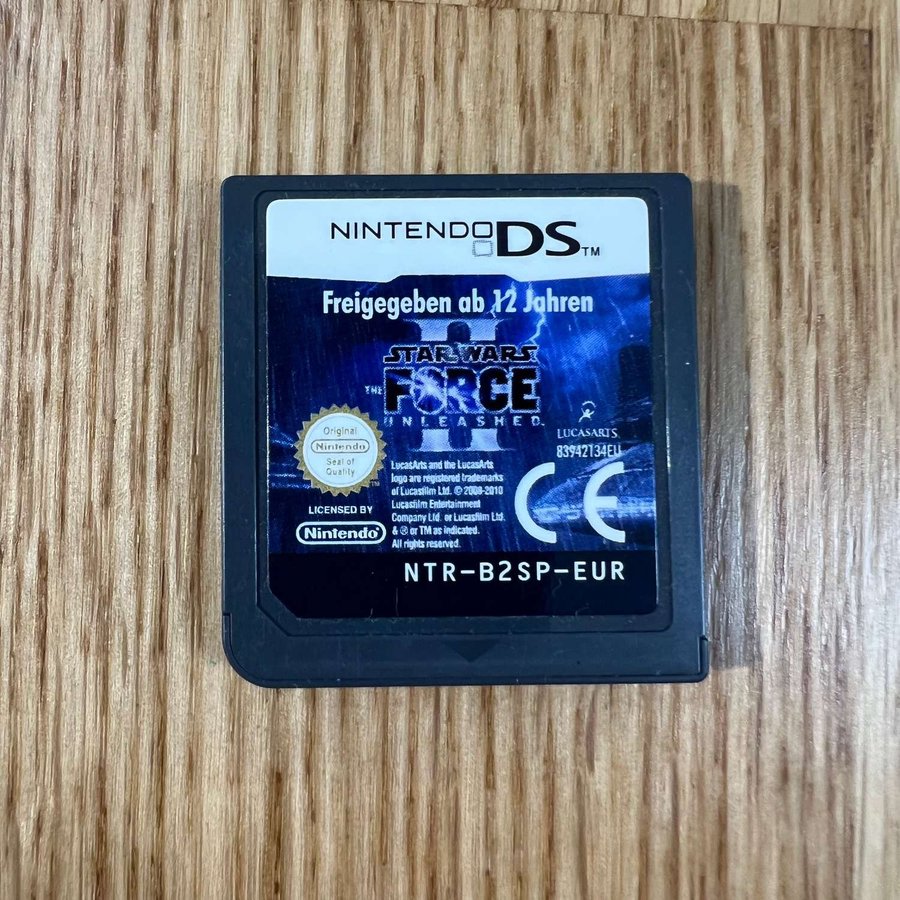 NINTENDO DS™
Freigegeben ab 12 Jahren
II
STAR WARS
THE FORCE
UNLEASHED
Original
Nintendo
Seal of
Quality
LICENSED BY
Nintendo
LucasArts and the LucasArts
logo are registered trademarks
of Lucasfilm Ltd. © 2009-2010
Lucasfilm Entertainment
Company Ltd. or Lucasfilm Ltd.
& ® or TM as indicated.
All rights reserved.
LUCASARTS
83942134EU
CE
NTR-B2SP-EUR